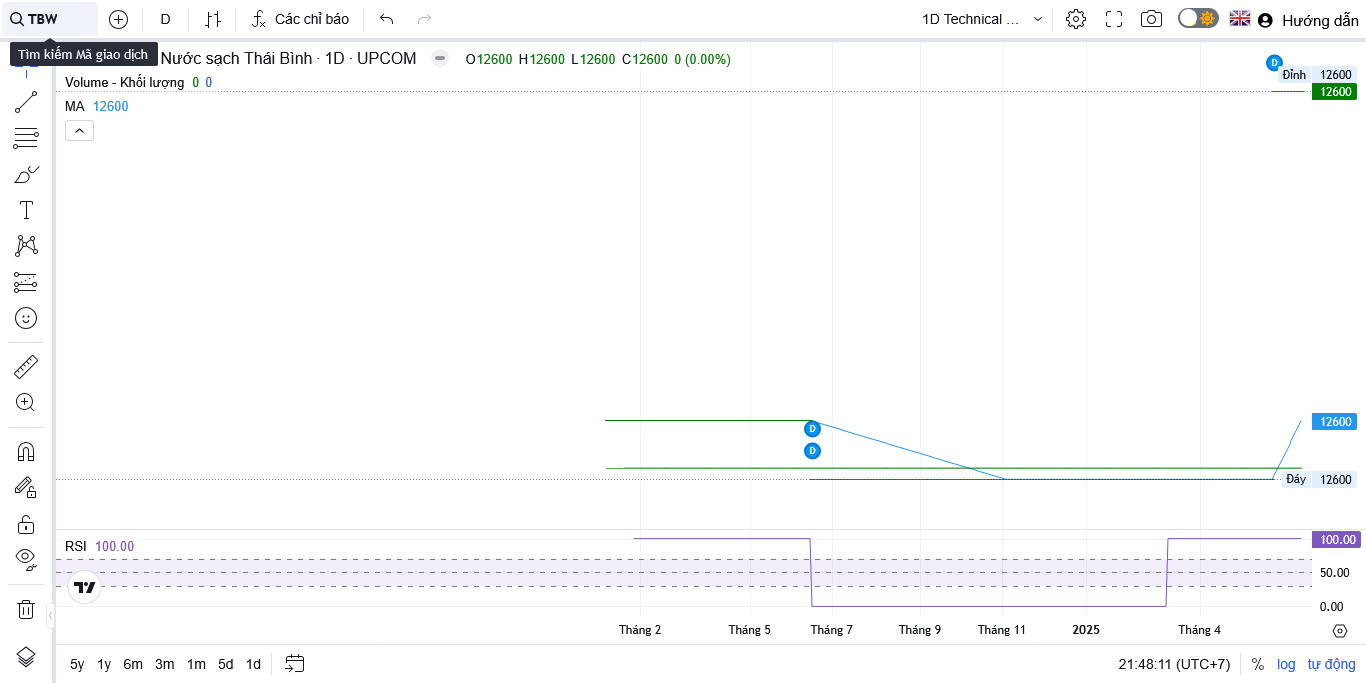 TBW
D
Các chỉ báo
1D Technical ...
Hướng dẫn
Tìm kiếm Mã giao dịch
Nước sạch Thái Bình · 1D · UPCOM
O12600 H12600 L12600 C12600 0 (0.00%)
D
Đỉnh 12600
Volume - Khối lượng 0 0
12600
MA 12600
12600
D
D
Đáy 12600
RSI 100.00
100.00
50.00
0.00
Tháng 2 Tháng 5 Tháng 7 Tháng 9 Tháng 11 2025 Tháng 4
5y 1y 6m 3m 1m 5d 1d
21:48:11 (UTC+7)
% log tự động